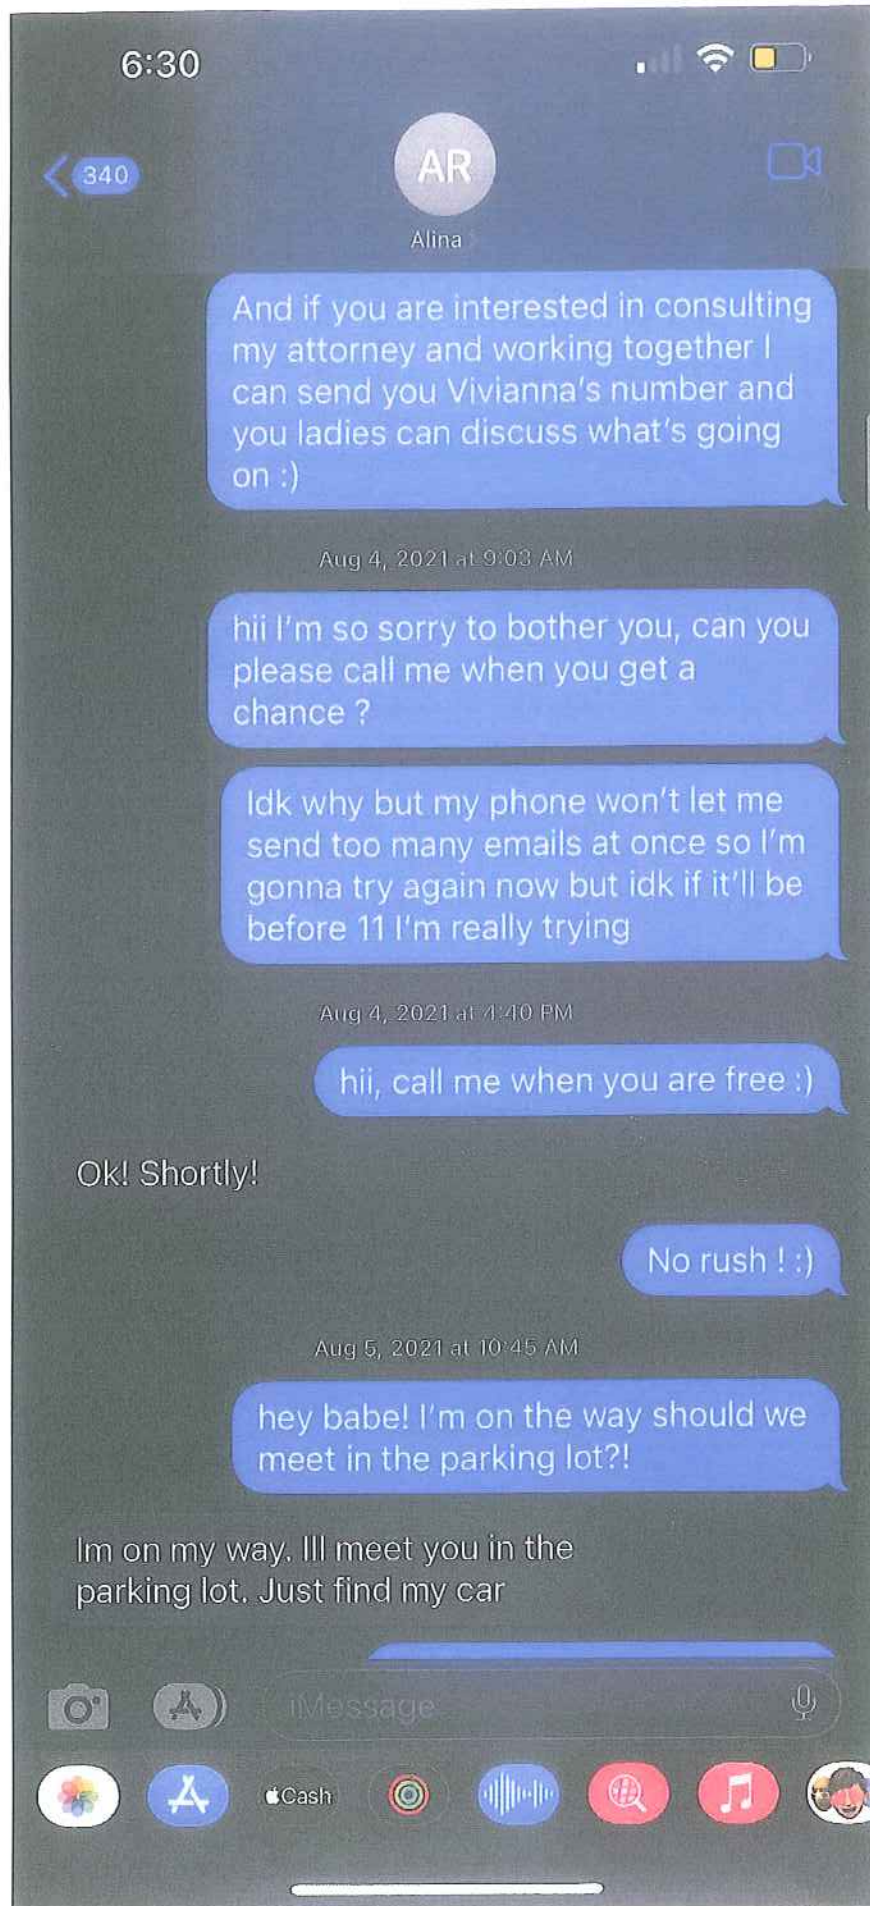 6:30
340
AR
Alina
And if you are interested in consulting
my attorney and working together I
can send you Vivianna's number and
you ladies can discuss what's going
on :)
Aug 4, 2021 at 9:03 AM
hii I'm so sorry to bother you, can you
please call me when you get a
chance ?
Idk why but my phone won't let me
send too many emails at once so I'm
gonna try again now but idk if it'll be
before 11 I'm really trying
Aug 4, 2021 at 4:40 PM
hii, call me when you are free :)
Ok! Shortly!
No rush ! :)
Aug 5, 2021 at 10:45 AM
hey babe! I'm on the way should we
meet in the parking lot?!
Im on my way. Ill meet you in the
parking lot. Just find my car
iMessage
Cash